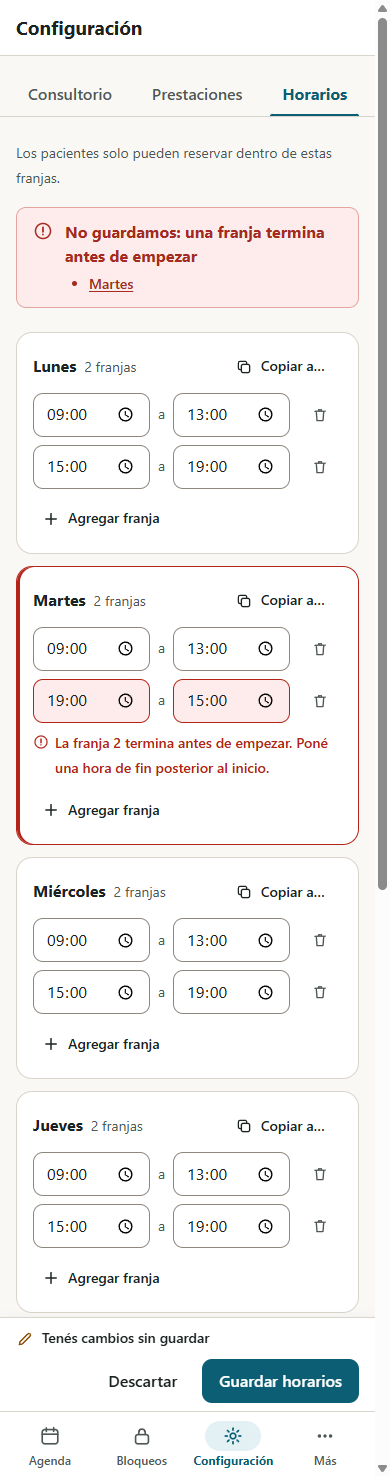 Configuración
Consultorio Prestaciones Horarios
Los pacientes solo pueden reservar dentro de estas
franjas.
No guardamos: una franja termina
antes de empezar
• Martes
Lunes 2 franjas Copiar a...
09:00 a 13:00
15:00 a 19:00
+ Agregar franja
Martes 2 franjas Copiar a...
09:00 a 13:00
19:00 a 15:00
La franja 2 termina antes de empezar. Poné
una hora de fin posterior al inicio.
+ Agregar franja
Miércoles 2 franjas Copiar a...
09:00 a 13:00
15:00 a 19:00
+ Agregar franja
Jueves 2 franjas Copiar a...
09:00 a 13:00
15:00 a 19:00
+ Agregar franja
Tenés cambios sin guardar
Descartar Guardar horarios
Agenda Bloqueos Configuración Más